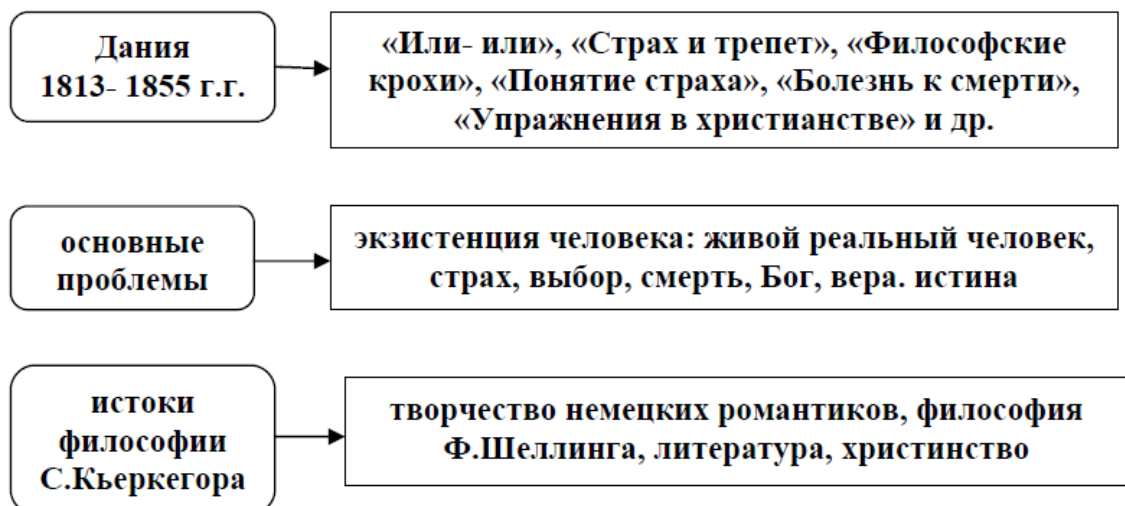 Дания
1813- 1855 г.г.
«Или- или», «Страх и трепет», «Философские
крохи», «Понятие страха», «Болезнь к смерти»,
«Упражнения в христианстве» и др.
основные
проблемы
экзистенция человека: живой реальный человек,
страх, выбор, смерть, Бог, вера. истина
истоки
философии
С.Кьеркегора
творчество немецких романтиков, философия
Ф.Шеллинга, литература, христинство